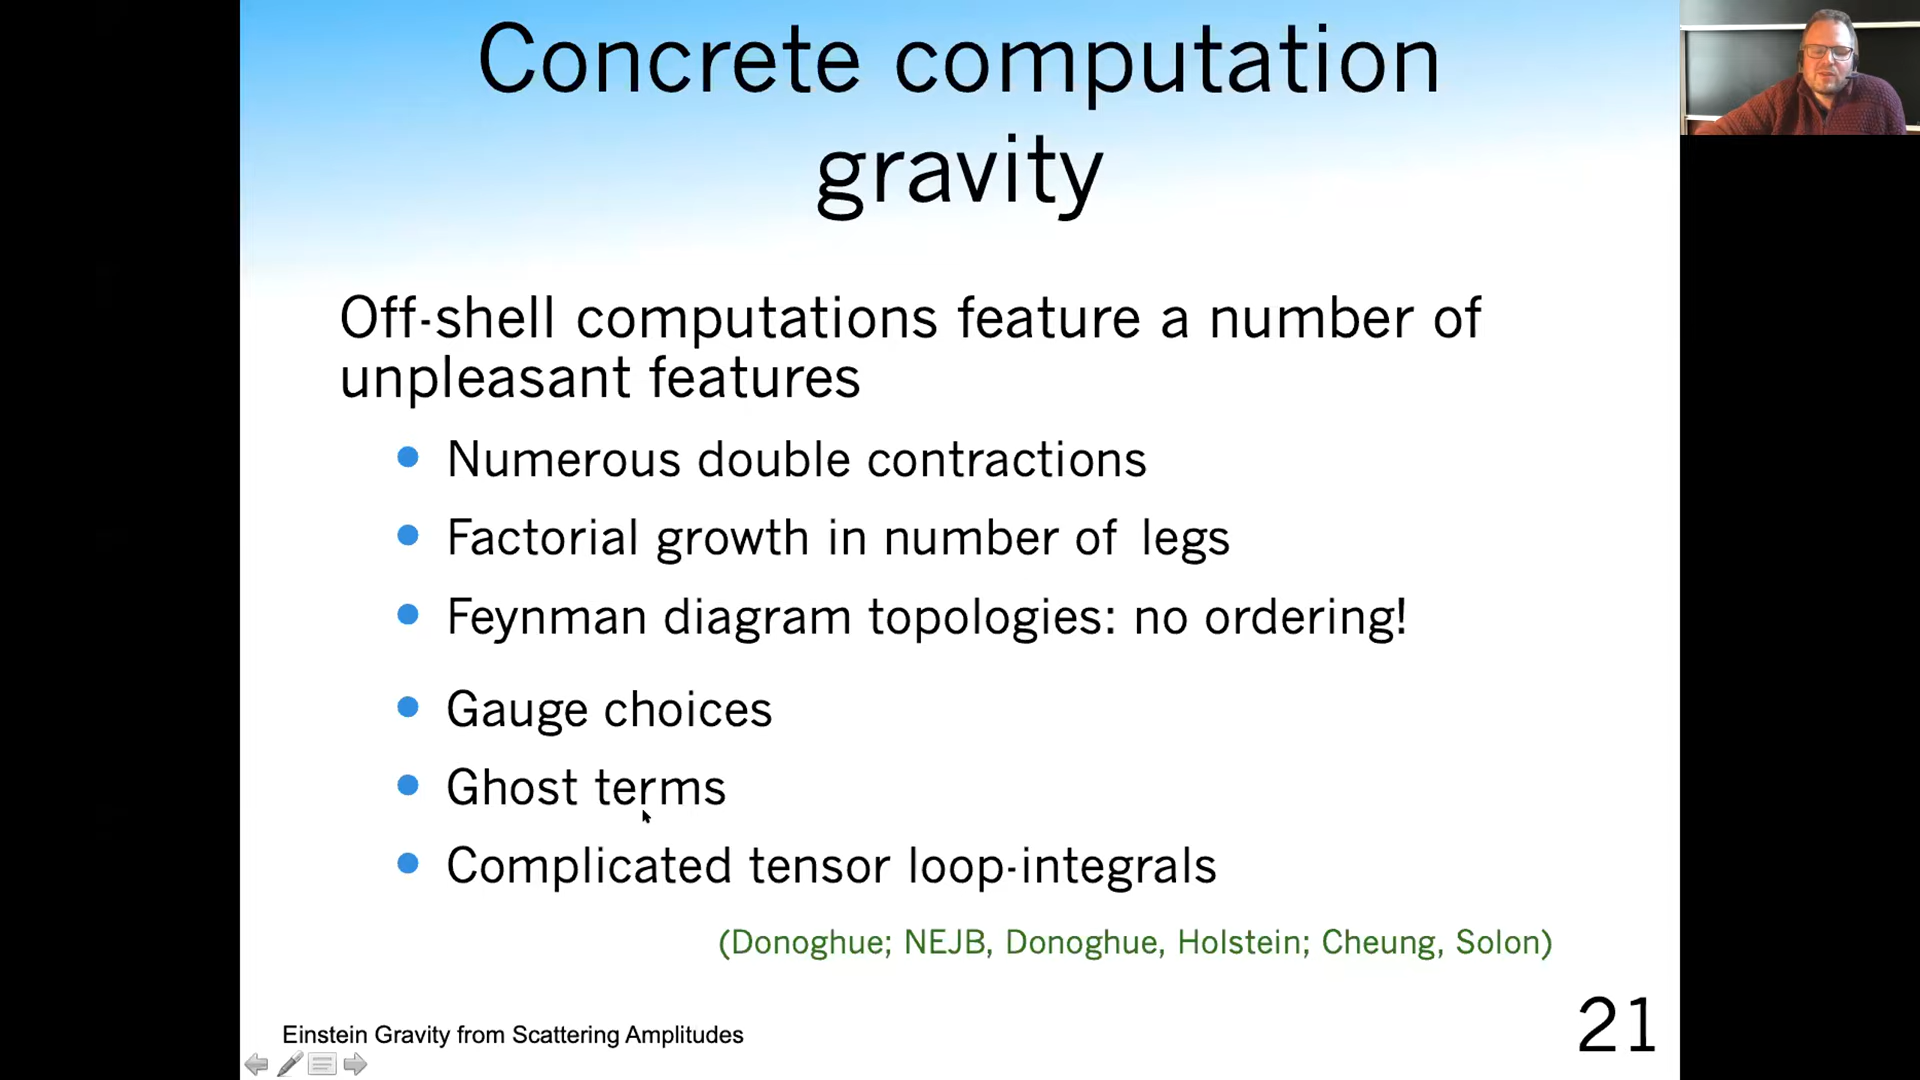 Concrete computation
gravity
Off-shell computations feature a number of
unpleasant features
Numerous double contractions
Factorial growth in number of legs
Feynman diagram topologies: no ordering!
Gauge choices
Ghost terms
Complicated tensor loop-integrals
(Donoghue; NEJB, Donoghue, Holstein; Cheung, Solon)
Einstein Gravity from Scattering Amplitudes
21